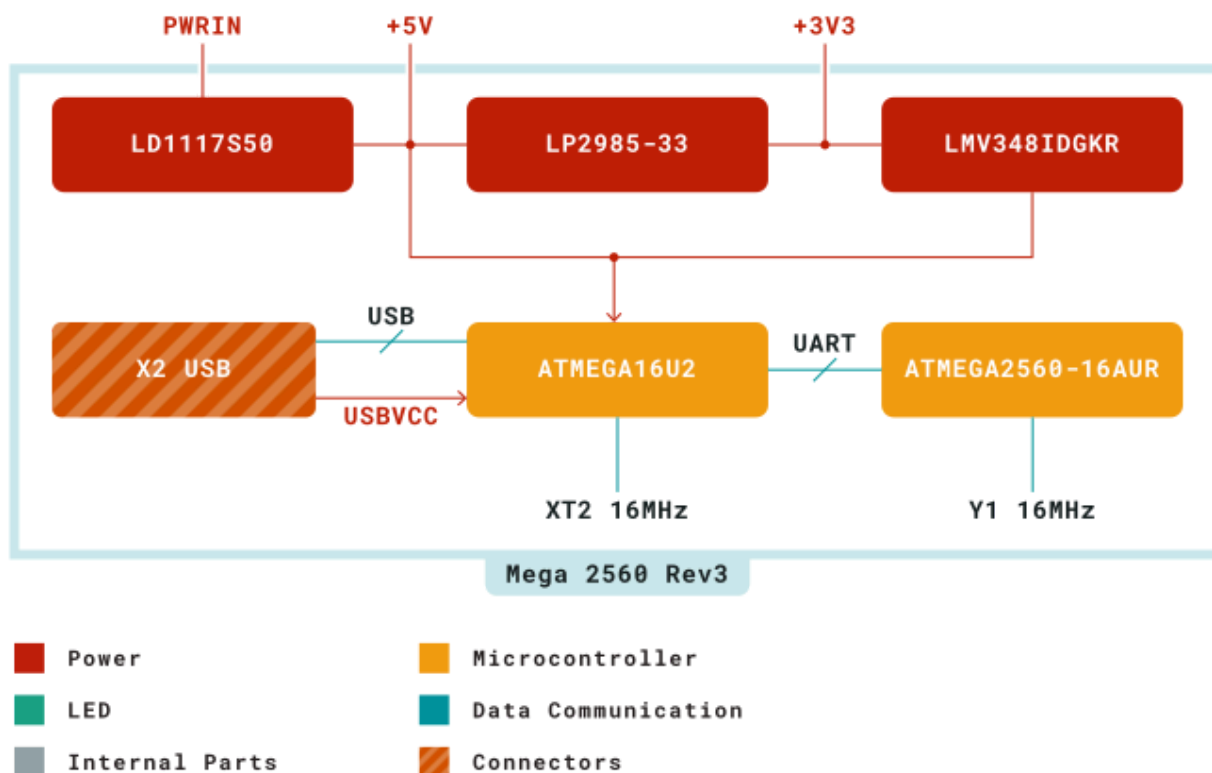 PWRIN
+5V
+3V3
LD1117S50
LP2985-33
LMV348IDGKR
USB
UART
X2 USB
ATMEGA16U2
ATMEGA2560-16AUR
USBVCC
XT2 16MHz
Y1 16MHz
Mega 2560 Rev3
Power
Microcontroller
LED
Data Communication
Internal Parts
Connectors